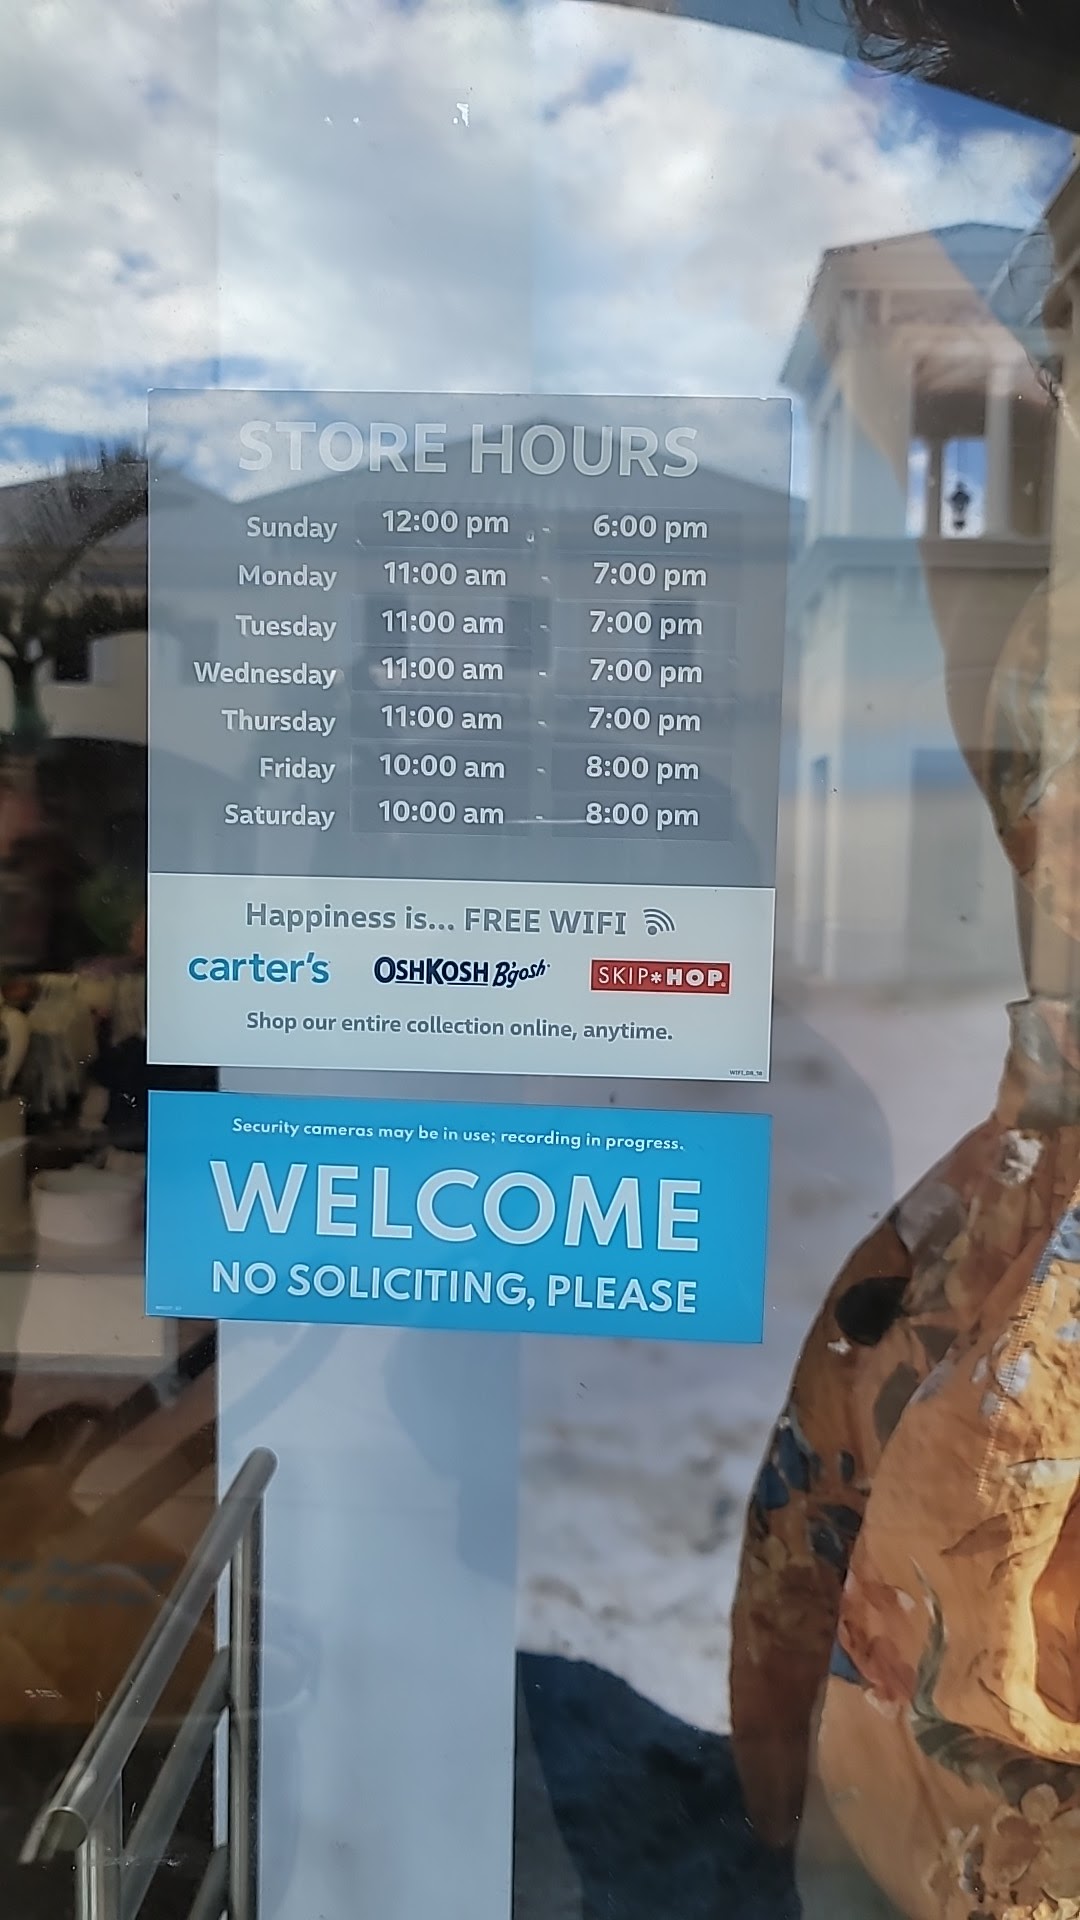 STORE HOURS
Sunday 12:00 pm - 6:00 pm
Monday 11:00 am - 7:00 pm
Tuesday 11:00 am - 7:00 pm
Wednesday 11:00 am - 7:00 pm
Thursday 11:00 am - 7:00 pm
Friday 10:00 am - 8:00 pm
Saturday 10:00 am - 8:00 pm
Happiness is... FREE WIFI
carter's OSHKOSH B'gosh SKIP*HOP
Shop our entire collection online, anytime.
Security cameras may be in use; recording in progress.
WELCOME
NO SOLICITING, PLEASE